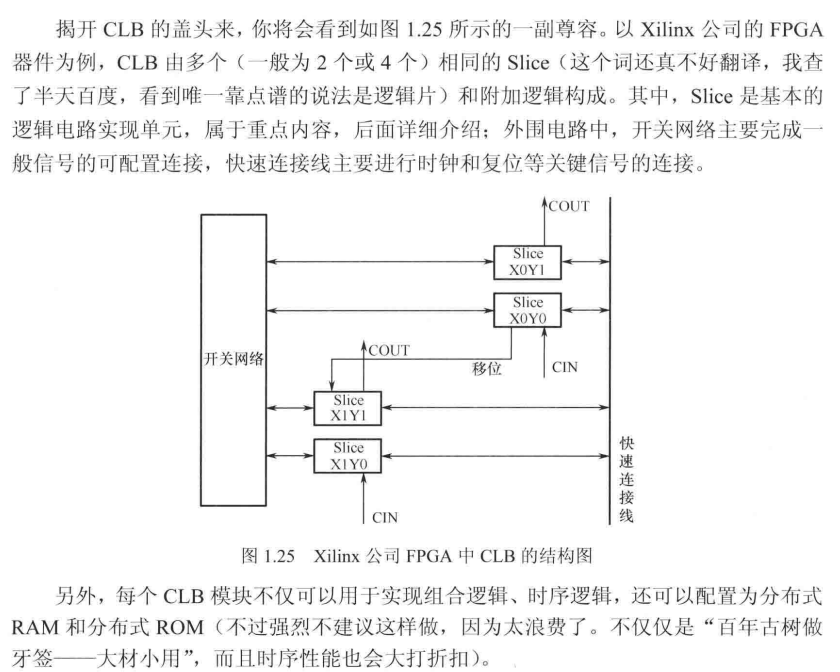 揭开 CLB 的盖头来，你将会看到如图 1.25 所示的一副尊容。以 Xilinx 公司的 FPGA
器件为例，CLB 由多个（一般为 2 个或 4 个）相同的 Slice（这个词还真不好翻译，我查
了半天百度，看到唯一靠点谱的说法是逻辑片）和附加逻辑构成。其中，Slice 是基本的
逻辑电路实现单元，属于重点内容，后面详细介绍；外围电路中，开关网络主要完成一
般信号的可配置连接，快速连接线主要进行时钟和复位等关键信号的连接。
COUT
Slice
X0Y1
Slice
X0Y0
开关网络
COUT
移位
CIN
Slice
X1Y1
Slice
X1Y0
快速连接线
CIN
图 1.25 Xilinx 公司 FPGA 中 CLB 的结构图
另外，每个 CLB 模块不仅可以用于实现组合逻辑、时序逻辑，还可以配置为分布式
RAM 和分布式 ROM（不过强烈不建议这样做，因为太浪费了。不仅仅是“百年古树做
牙签——大材小用”，而且时序性能也会大打折扣）。